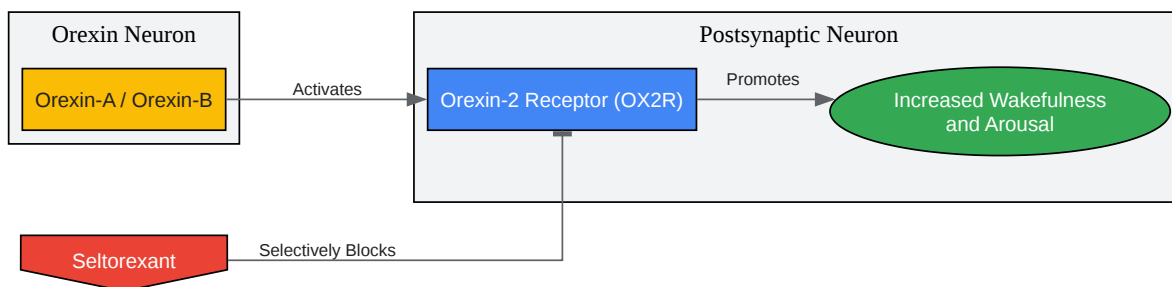 Orexin Neuron
Postsynaptic Neuron
Orexin-A / Orexin-B
Activates
Orexin-2 Receptor (OX2R)
Promotes
Increased Wakefulness
and Arousal
Seltorexant
Selectively Blocks